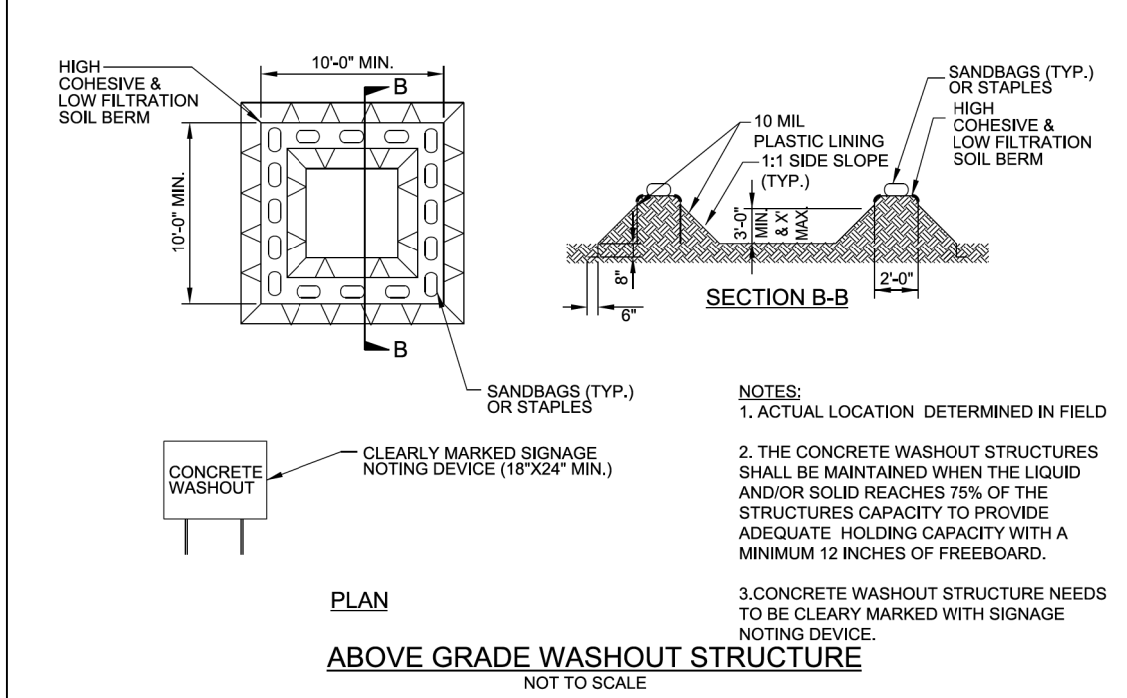 HIGH
COHESIVE &
LOW FILTRATION
SOIL BERM
10'-0" MIN.
B
10'-0" MIN.
B
SANDBAGS (TYP.)
OR STAPLES
CONCRETE
WASHOUT
CLEARLY MARKED SIGNAGE
NOTING DEVICE (18"X24" MIN.)
PLAN
10 MIL
PLASTIC LINING
1:1 SIDE SLOPE
(TYP.)
SANDBAGS (TYP.)
OR STAPLES
HIGH
COHESIVE &
LOW FILTRATION
SOIL BERM
3'-0"
MIN.
& X'
MAX.
8"
6"
2'-0"
SECTION B-B
NOTES:
1. ACTUAL LOCATION DETERMINED IN FIELD
2. THE CONCRETE WASHOUT STRUCTURES
SHALL BE MAINTAINED WHEN THE LIQUID
AND/OR SOLID REACHES 75% OF THE
STRUCTURES CAPACITY TO PROVIDE
ADEQUATE HOLDING CAPACITY WITH A
MINIMUM 12 INCHES OF FREEBOARD.
3.CONCRETE WASHOUT STRUCTURE NEEDS
TO BE CLEARY MARKED WITH SIGNAGE
NOTING DEVICE.
ABOVE GRADE WASHOUT STRUCTURE
NOT TO SCALE